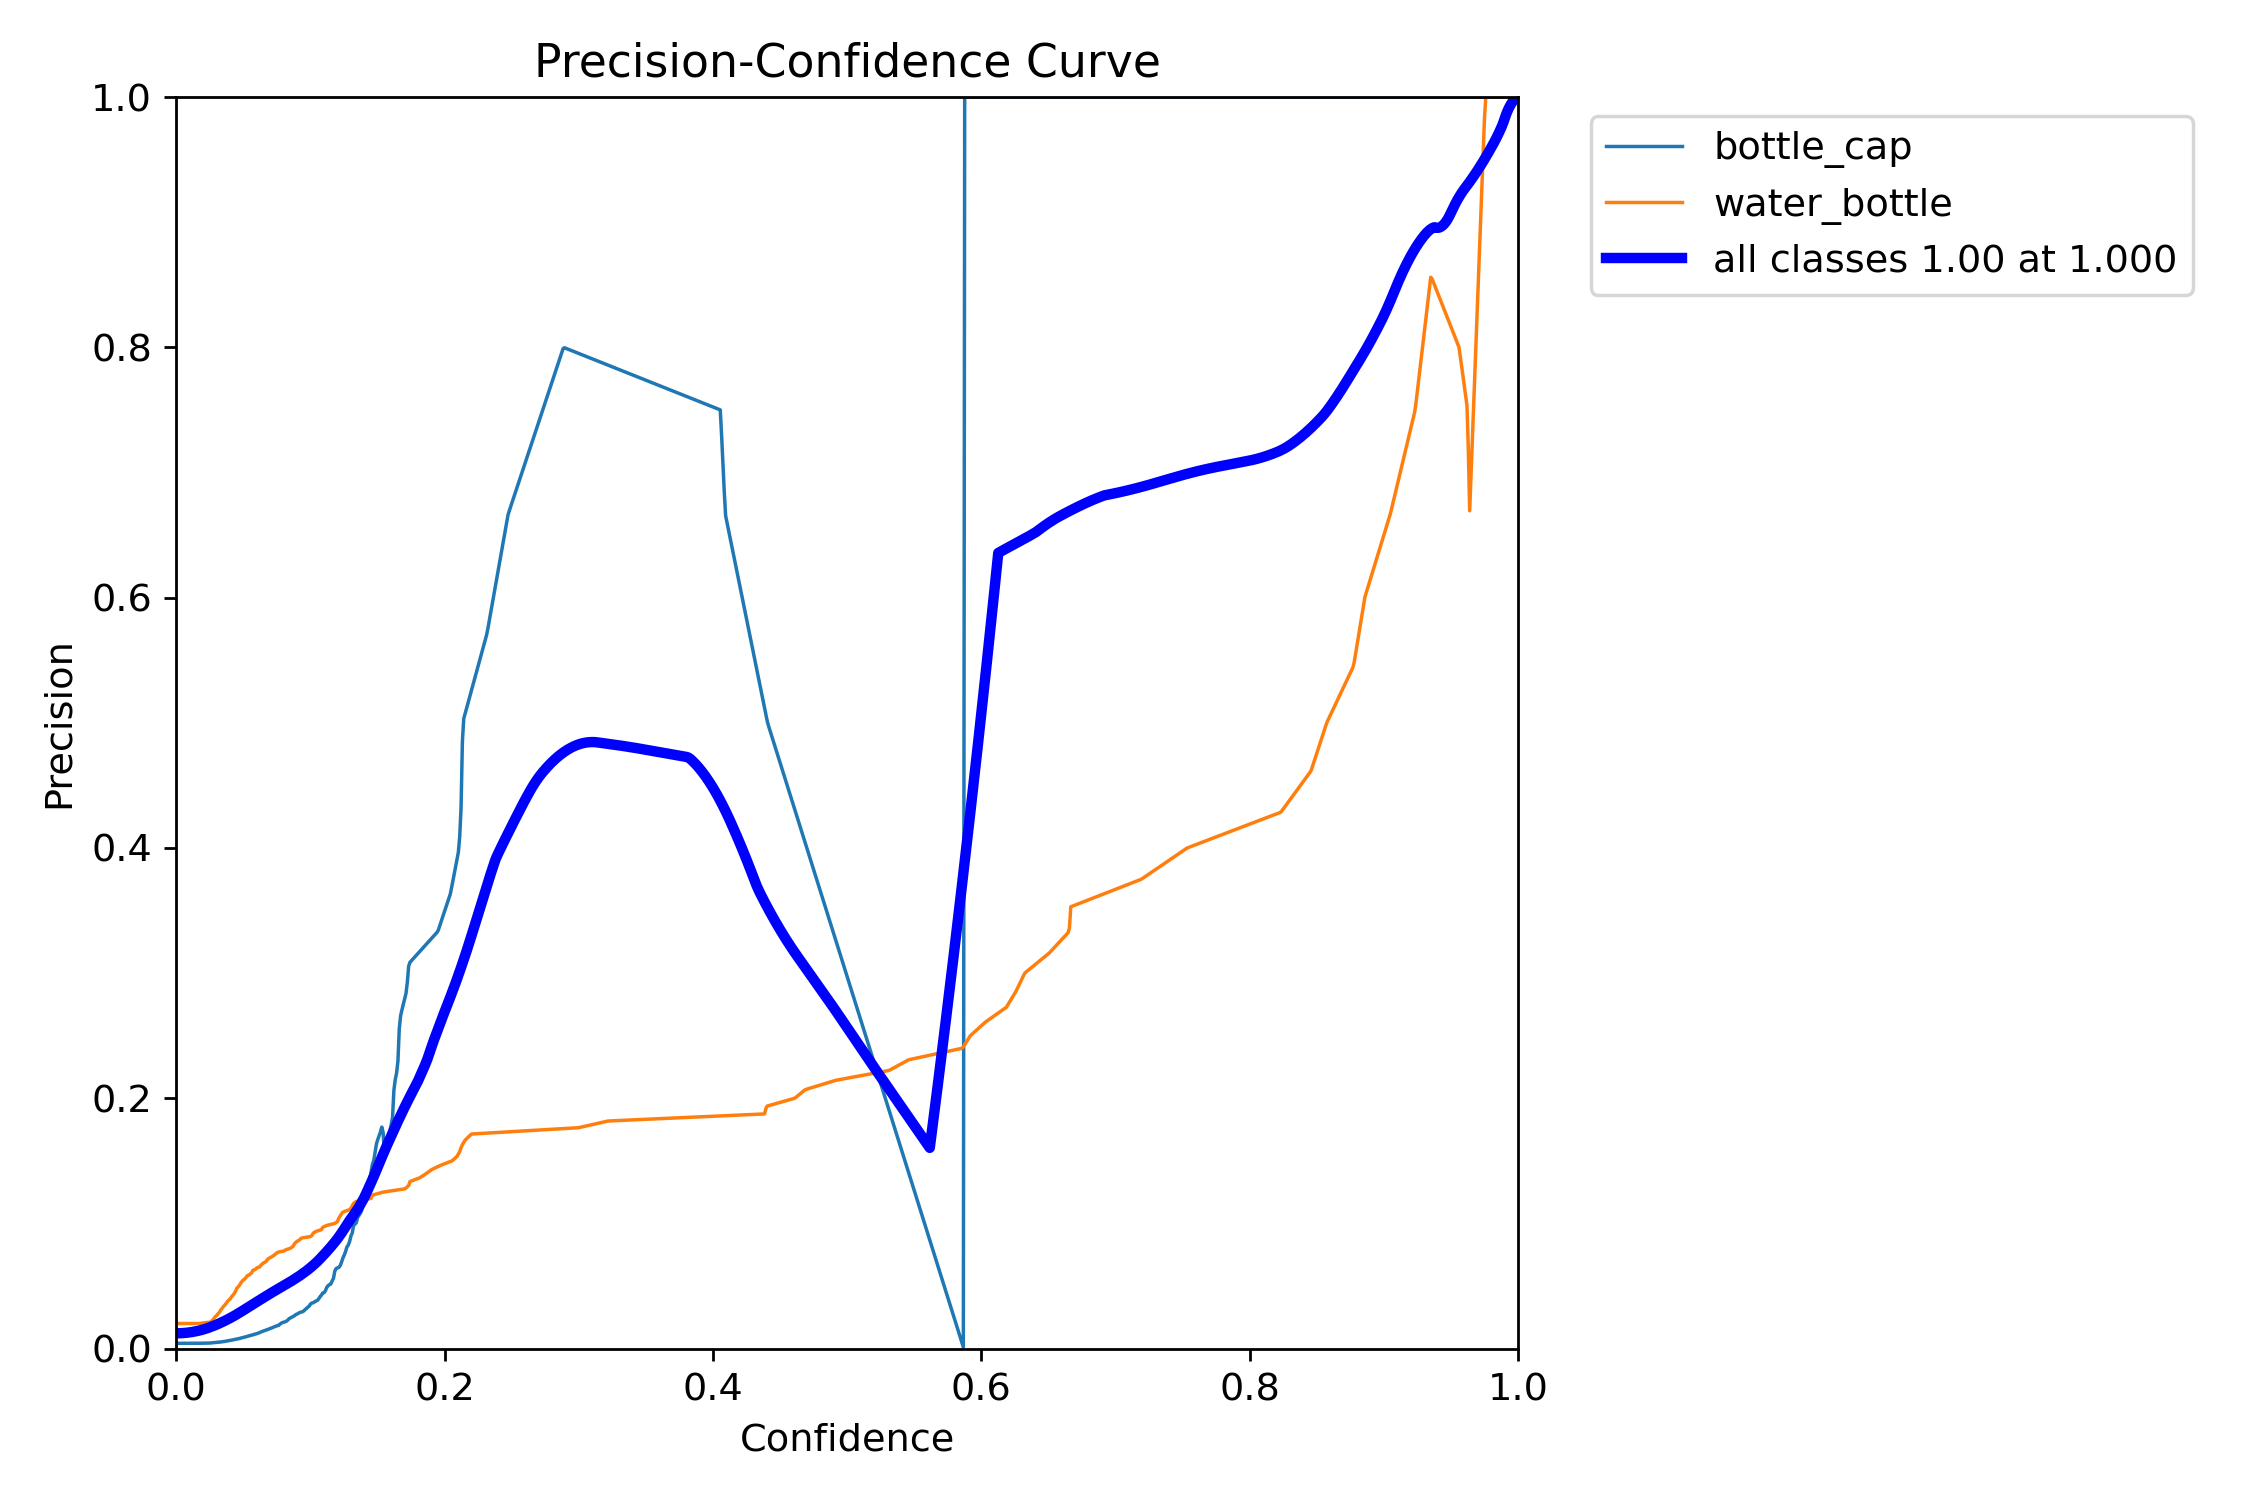 Precision-Confidence Curve
1.0
0.8
0.6
0.4
0.2
0.0
Precision
0.0 0.2 0.4 0.6 0.8 1.0
Confidence
bottle_cap
water_bottle
all classes 1.00 at 1.000